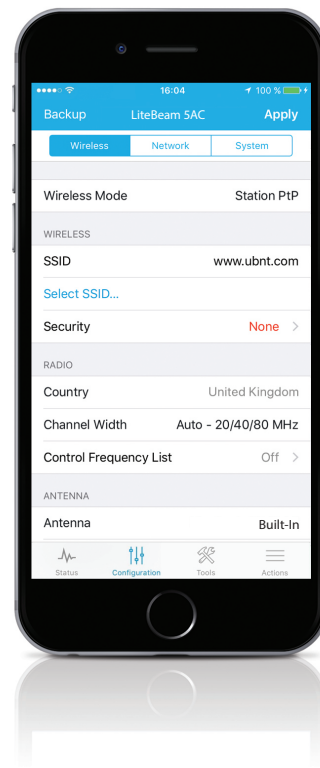 16:04 100 %
Backup LiteBeam 5AC Apply
Wireless Network System
Wireless Mode Station PtP
WIRELESS
SSID www.ubnt.com
Select SSID...
Security None
RADIO
Country United Kingdom
Channel Width Auto - 20/40/80 MHz
Control Frequency List Off
ANTENNA
Antenna Built-In
Status Configuration Tools Actions